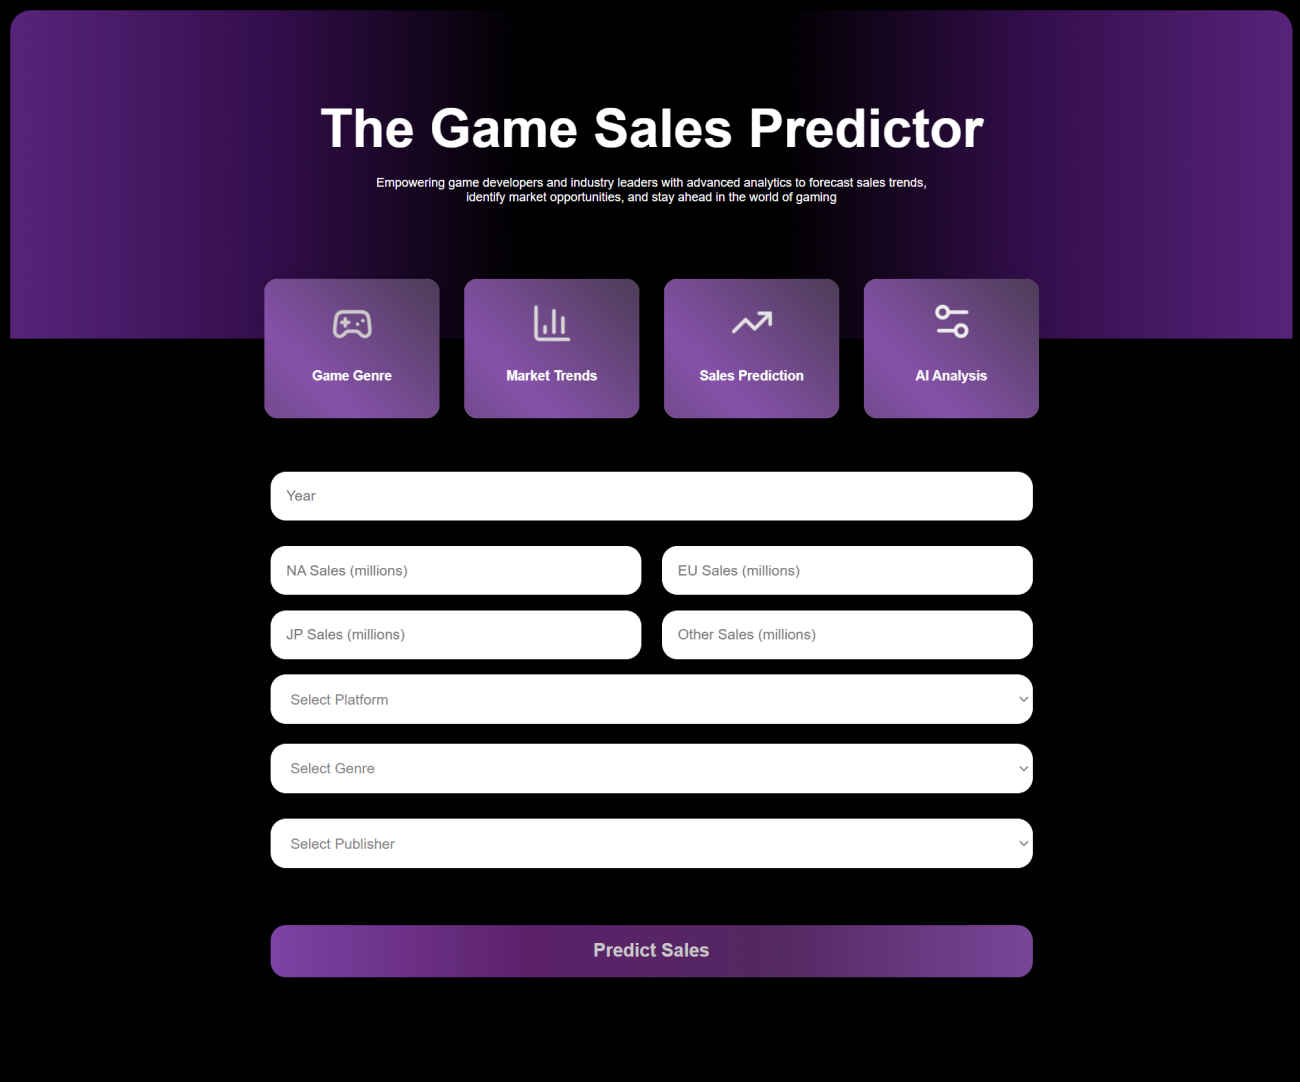 The Game Sales Predictor
Empowering game developers and industry leaders with advanced analytics to forecast sales trends,
identify market opportunities, and stay ahead in the world of gaming
Game Genre
Market Trends
Sales Prediction
AI Analysis
Year
NA Sales (millions)
EU Sales (millions)
JP Sales (millions)
Other Sales (millions)
Select Platform
Select Genre
Select Publisher
Predict Sales